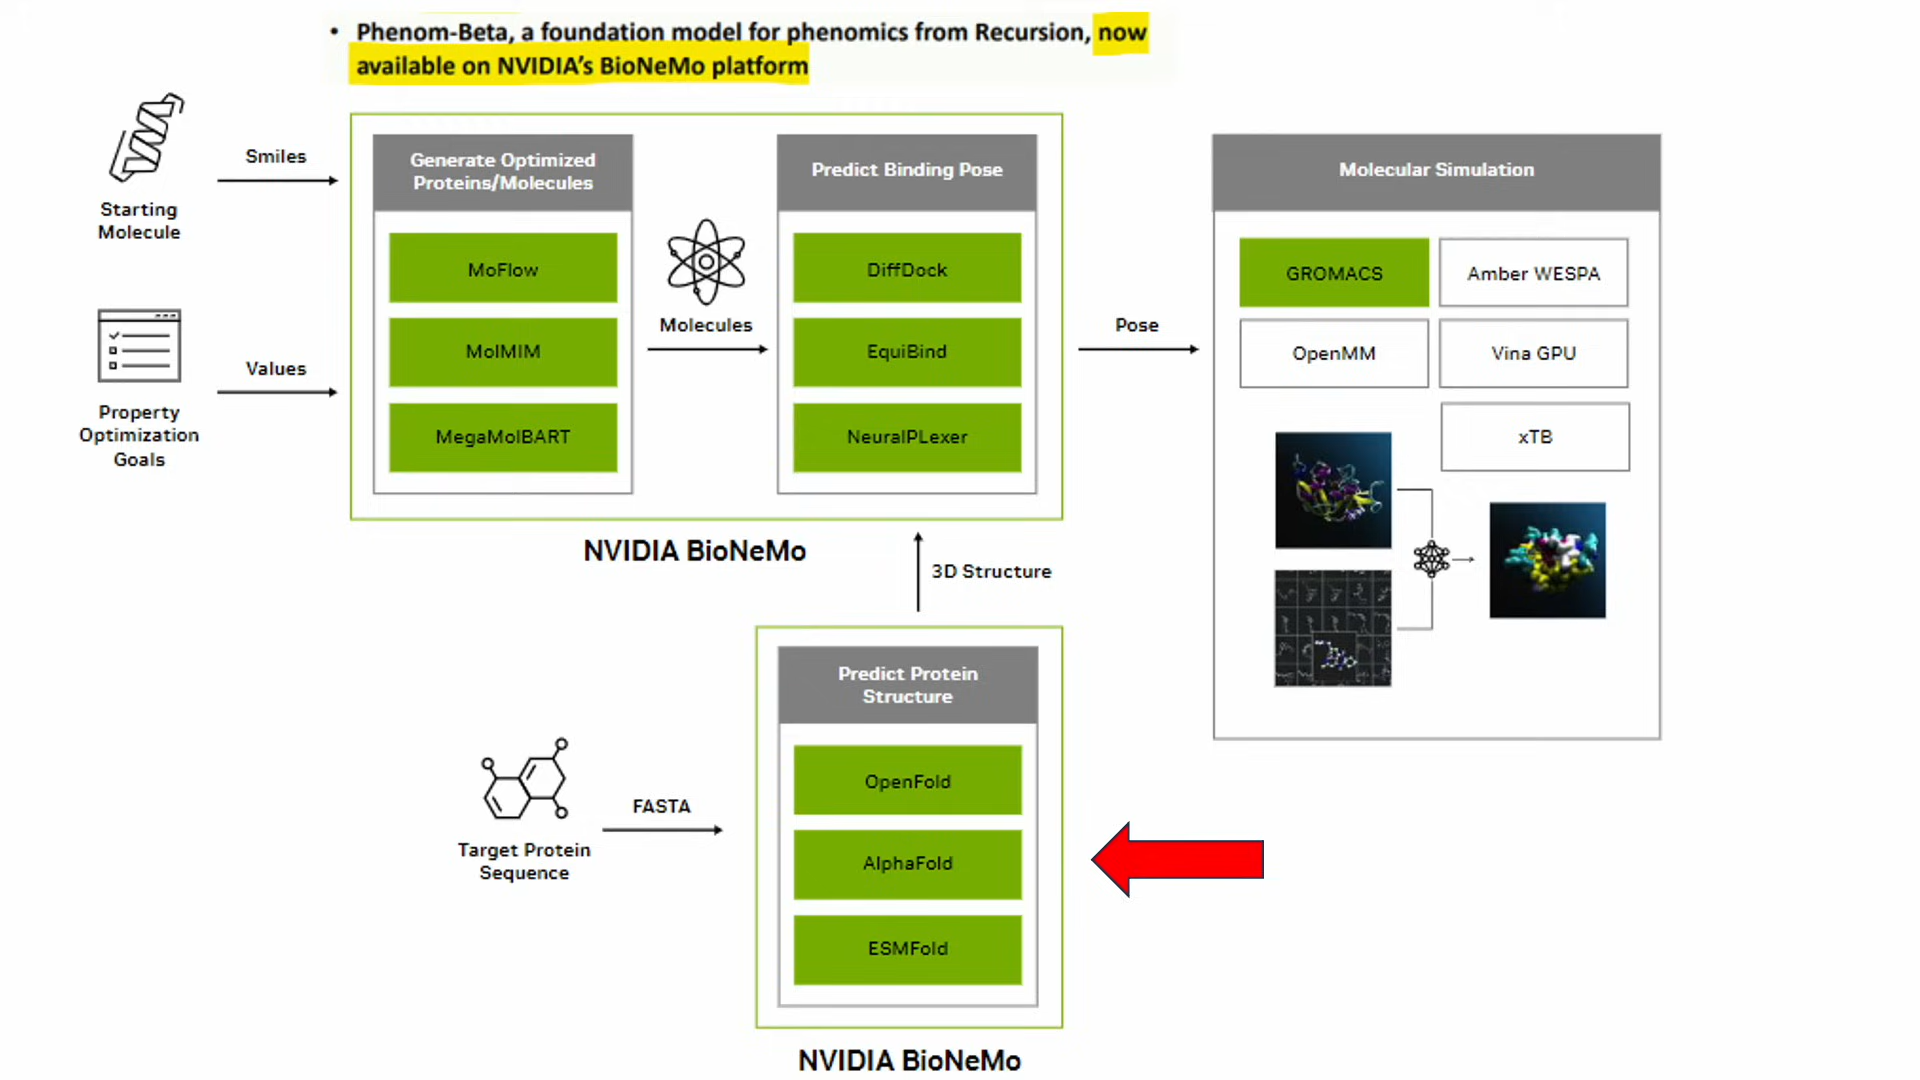 • Phenom-Beta, a foundation model for phenomics from Recursion, now
available on NVIDIA's BioNeMo platform
Smiles
Starting
Molecule
Values
Property
Optimization
Goals
Generate Optimized
Proteins/Molecules
MoFlow
MolMIM
MegaMolBART
Molecules
Predict Binding Pose
DiffDock
EquiBind
NeuralPLexer
NVIDIA BioNeMo
Pose
Molecular Simulation
GROMACS
Amber WESPA
OpenMM
Vina GPU
xTB
3D Structure
Target Protein
Sequence
FASTA
Predict Protein
Structure
OpenFold
AlphaFold
ESMFold
NVIDIA BioNeMo